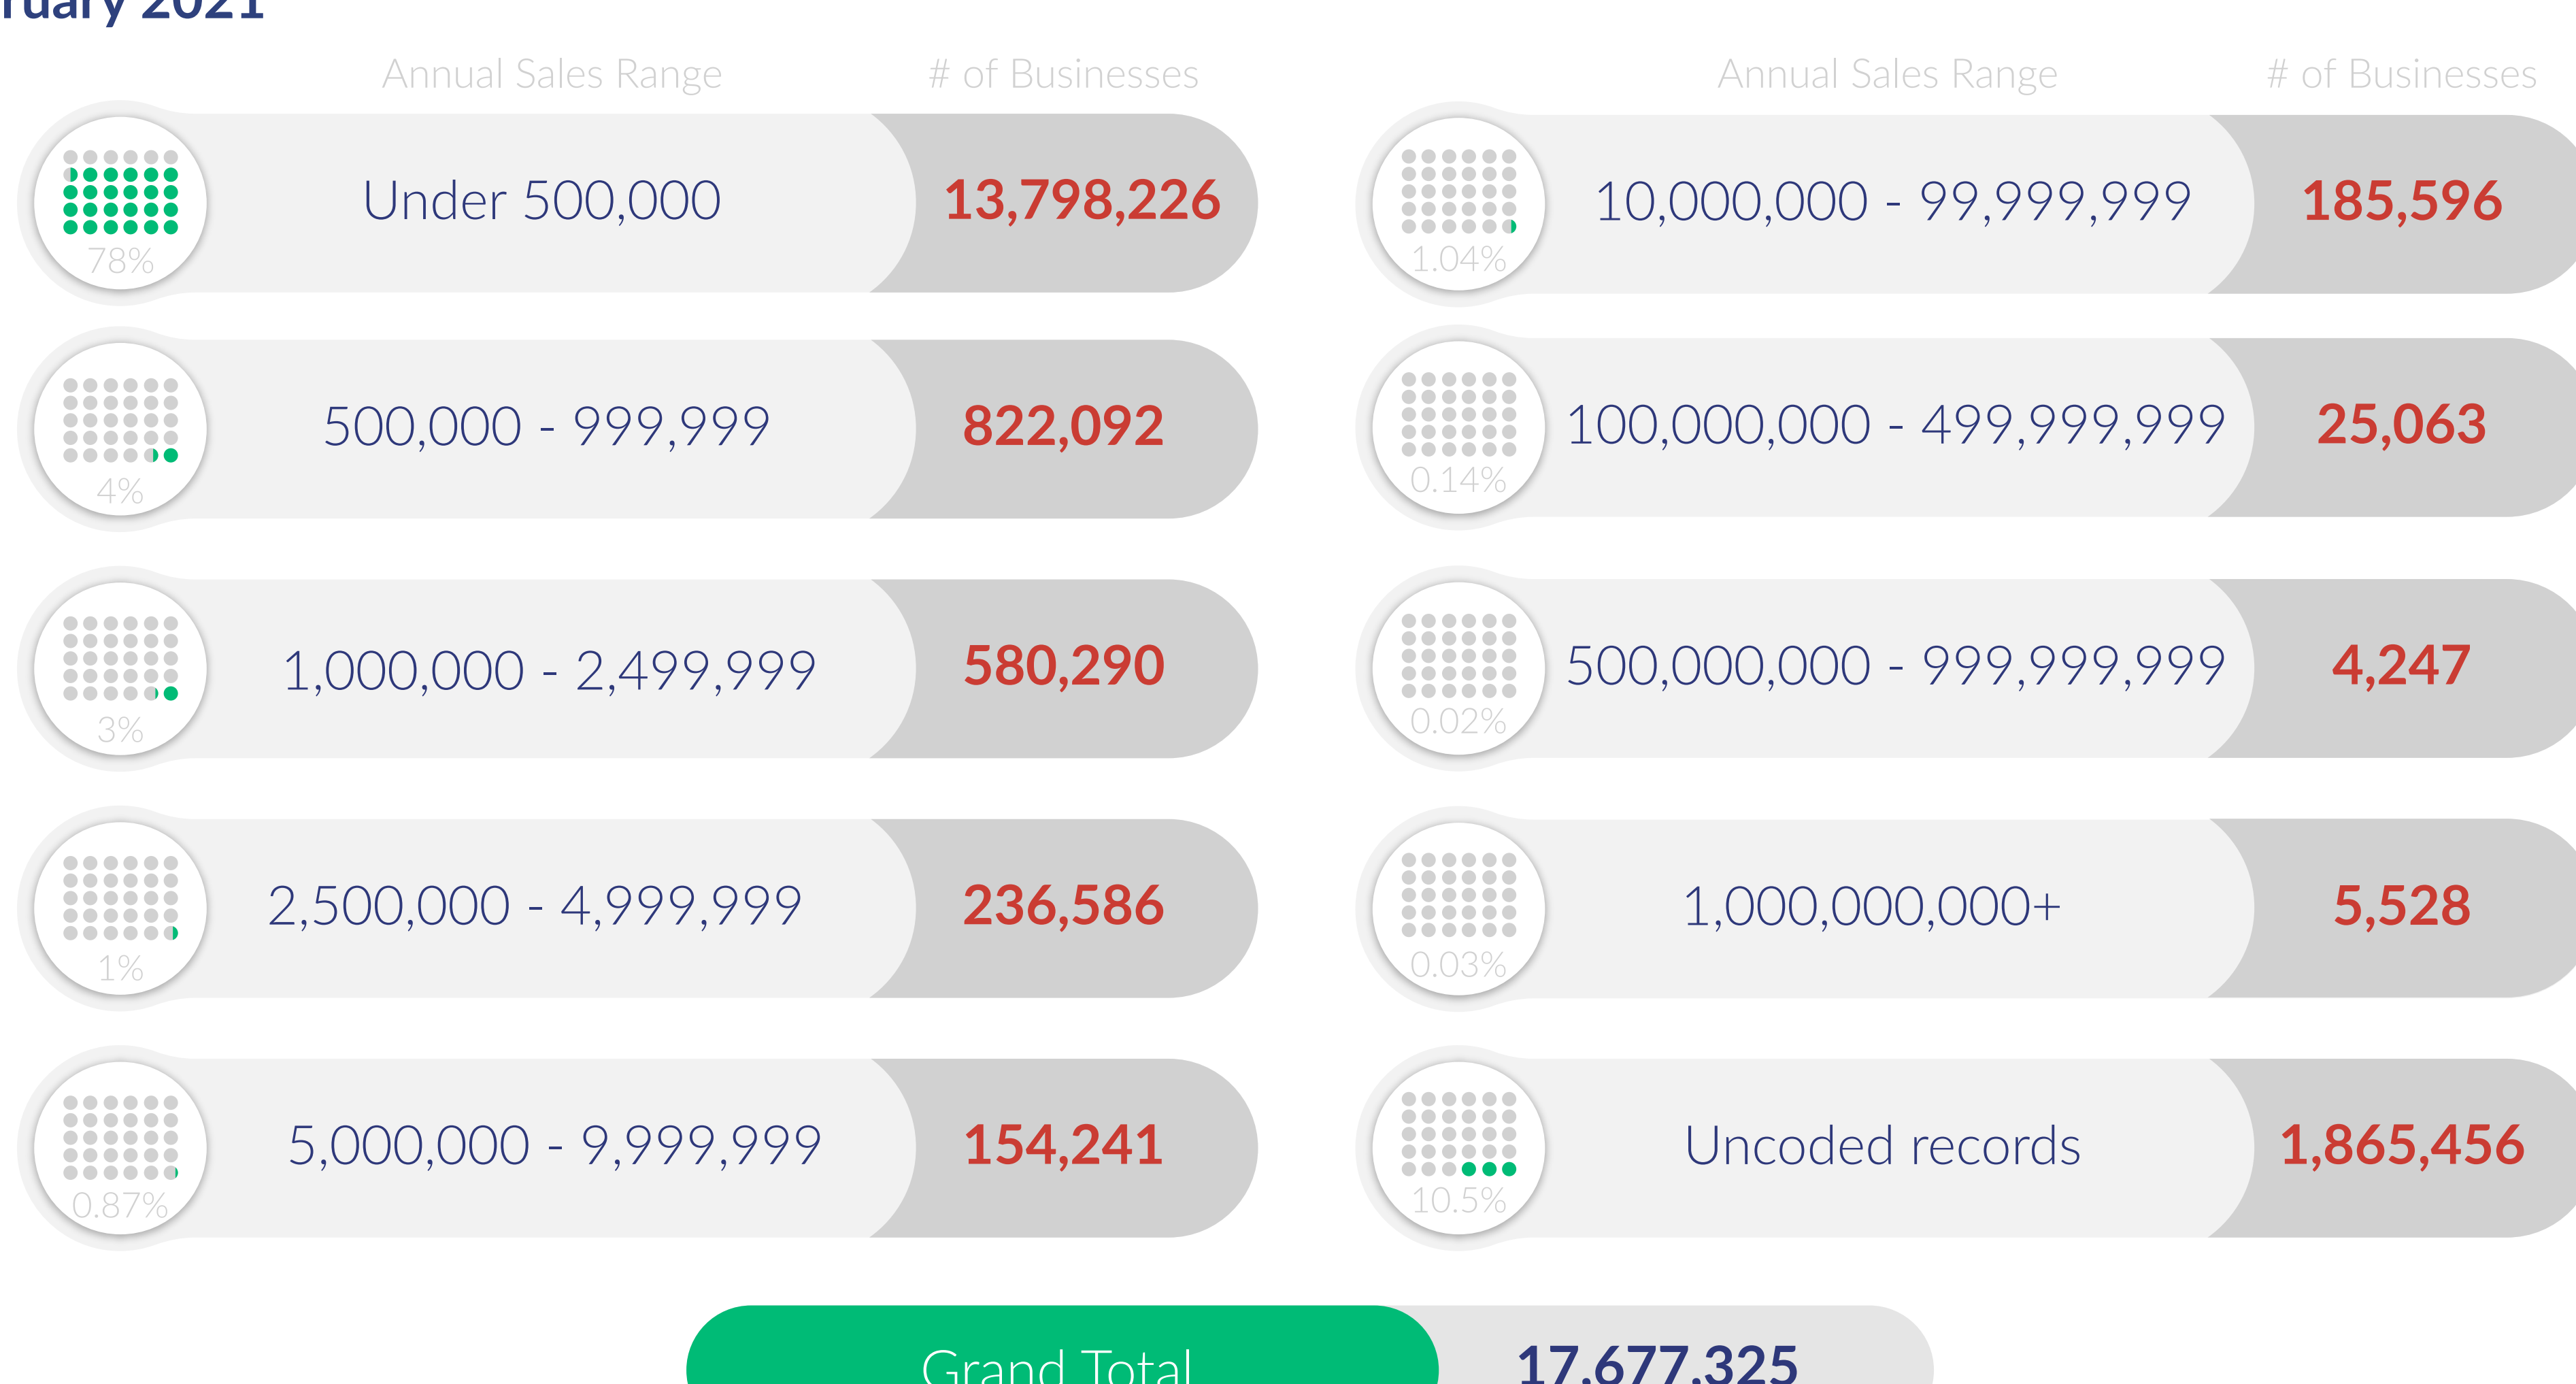 ruary 2021
Annual Sales Range # of Businesses
78% Under 500,000 13,798,226
4% 500,000 - 999,999 822,092
3% 1,000,000 - 2,499,999 580,290
1% 2,500,000 - 4,999,999 236,586
0.87% 5,000,000 - 9,999,999 154,241
Annual Sales Range # of Businesses
1.04% 10,000,000 - 99,999,999 185,596
0.14% 100,000,000 - 499,999,999 25,063
0.02% 500,000,000 - 999,999,999 4,247
0.03% 1,000,000,000+ 5,528
10.5% Uncoded records 1,865,456
Grand Total 17,677,325